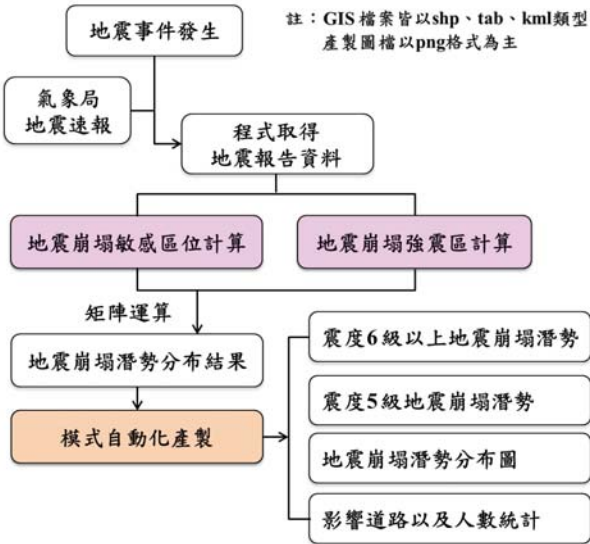 地震事件發生
註：GIS 檔案皆以shp、tab、kml類型
產製圖檔以png格式為主
氣象局
地震速報
程式取得
地震報告資料
地震崩塌敏感區位計算
地震崩塌強震區計算
矩陣運算
地震崩塌潛勢分布結果
模式自動化產製
震度6級以上地震崩塌潛勢
震度5級地震崩塌潛勢
地震崩塌潛勢分布圖
影響道路以及人數統計